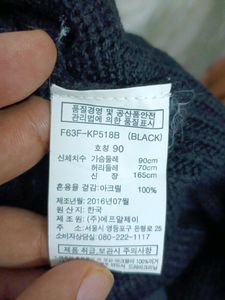 품질경영 및 공산품안전
관리법에 의한 품질표시
F63F-KP518B (BLACK)
호칭 90
신체치수 가슴둘레 90cm
허리둘레 70cm
신 장 165cm
혼용율 겉감:아크릴 100%
제조년월: 2016년07월
원 산 지: 한국
제 조 자: (주)에프알제이
주 소: 서울시 영등포구 은행로 25
소비자상담실: 080-222-1117
제품 취급 보관시 주의사항